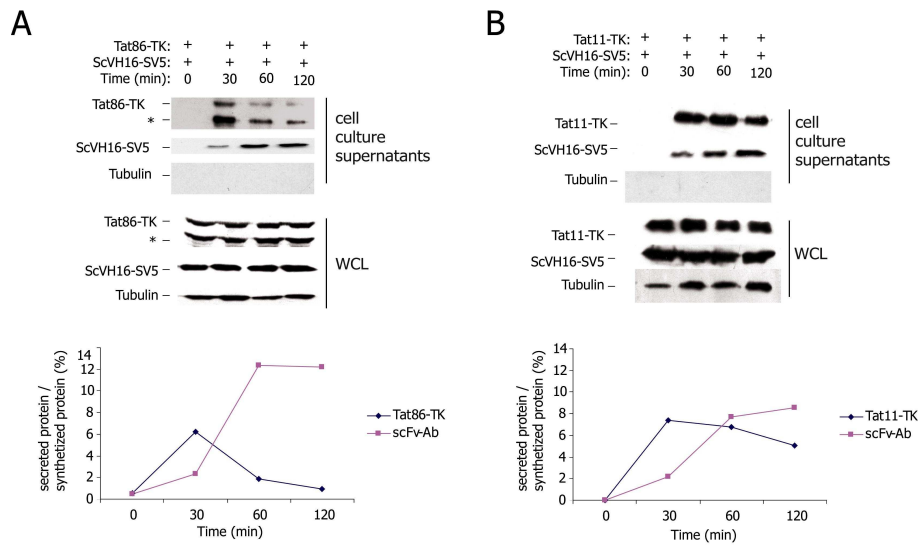 A
Tat86-TK: + + + +
ScVH16-SV5: + + + +
Time (min): 0 30 60 120
Tat86-TK –
* –
ScVH16-SV5 –
Tubulin –
cell
culture
supernatants
Tat86-TK –
* –
ScVH16-SV5 –
Tubulin –
WCL
secreted protein /
synthetized protein (%)
14
12
10
8
6
4
2
0
0 30 60 120
Time (min)
Tat86-TK
scFv-Ab
B
Tat11-TK: + + + +
ScVH16-SV5: + + + +
Time (min): 0 30 60 120
Tat11-TK –
ScVH16-SV5 –
Tubulin –
cell
culture
supernatants
Tat11-TK –
ScVH16-SV5 –
Tubulin –
WCL
secreted protein /
synthetized protein (%)
14
12
10
8
6
4
2
0
0 30 60 120
Time (min)
Tat11-TK
scFv-Ab